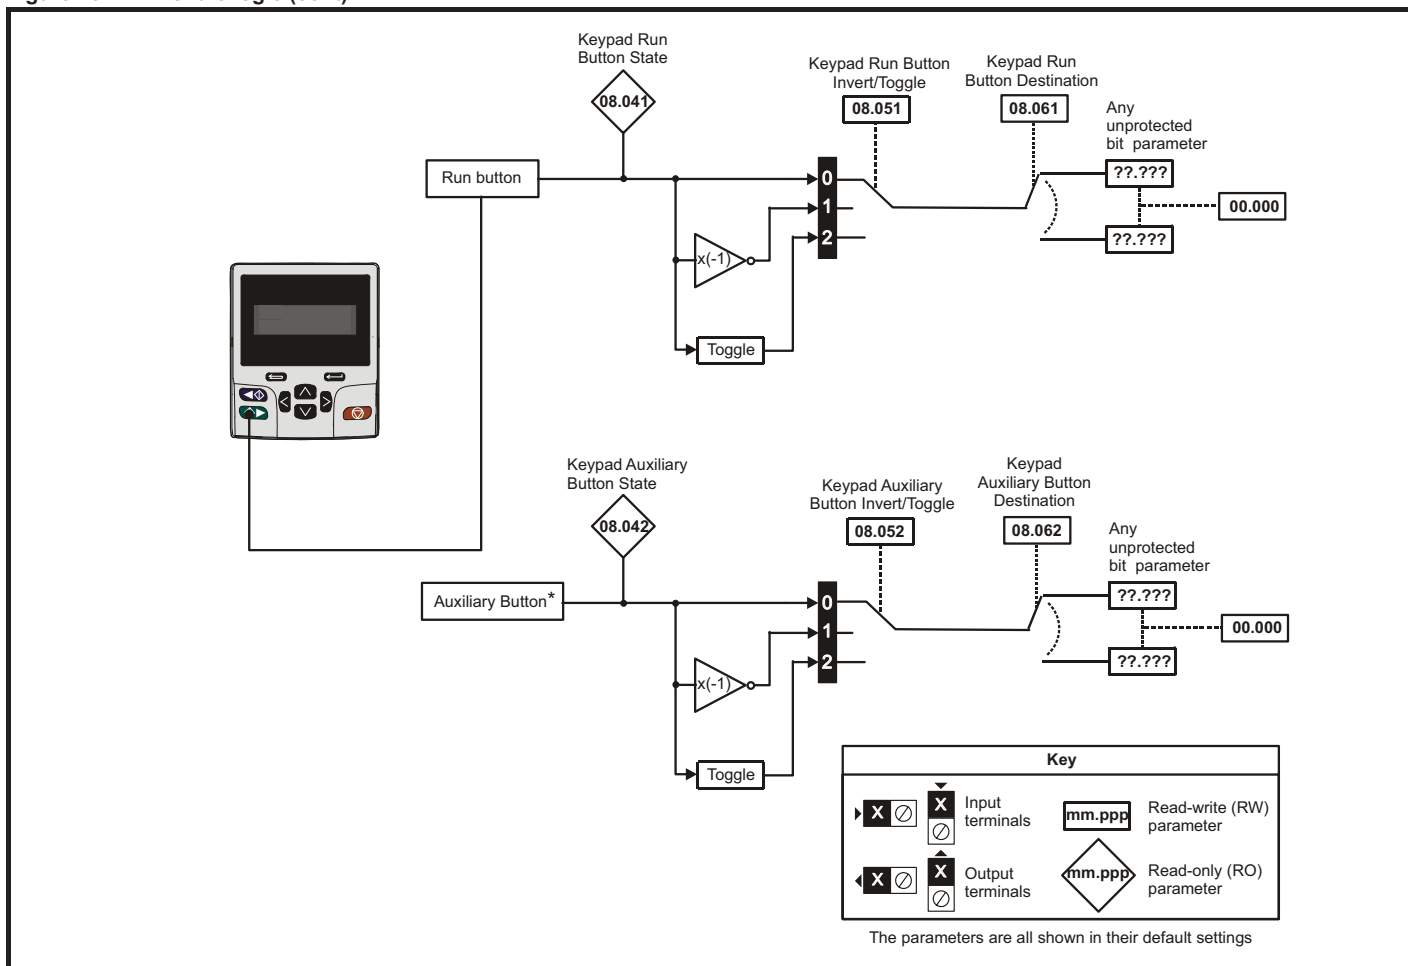 Keypad Run
Button State
08.041
Keypad Run Button
Invert/Toggle
08.051
Keypad Run
Button Destination
08.061
Any
unprotected
bit parameter
Run button
0
1
2
??.???
00.000
??.???
x(-1)
Toggle
Keypad Auxiliary
Button State
08.042
Keypad Auxiliary
Button Invert/Toggle
08.052
Keypad
Auxiliary Button
Destination
08.062
Any
unprotected
bit parameter
Auxiliary Button*
0
1
2
??.???
00.000
??.???
x(-1)
Toggle
Key
X
X
Input
terminals
mm.ppp
Read-write (RW)
parameter
X
X
Output
terminals
mm.ppp
Read-only (RO)
parameter
The parameters are all shown in their default settings